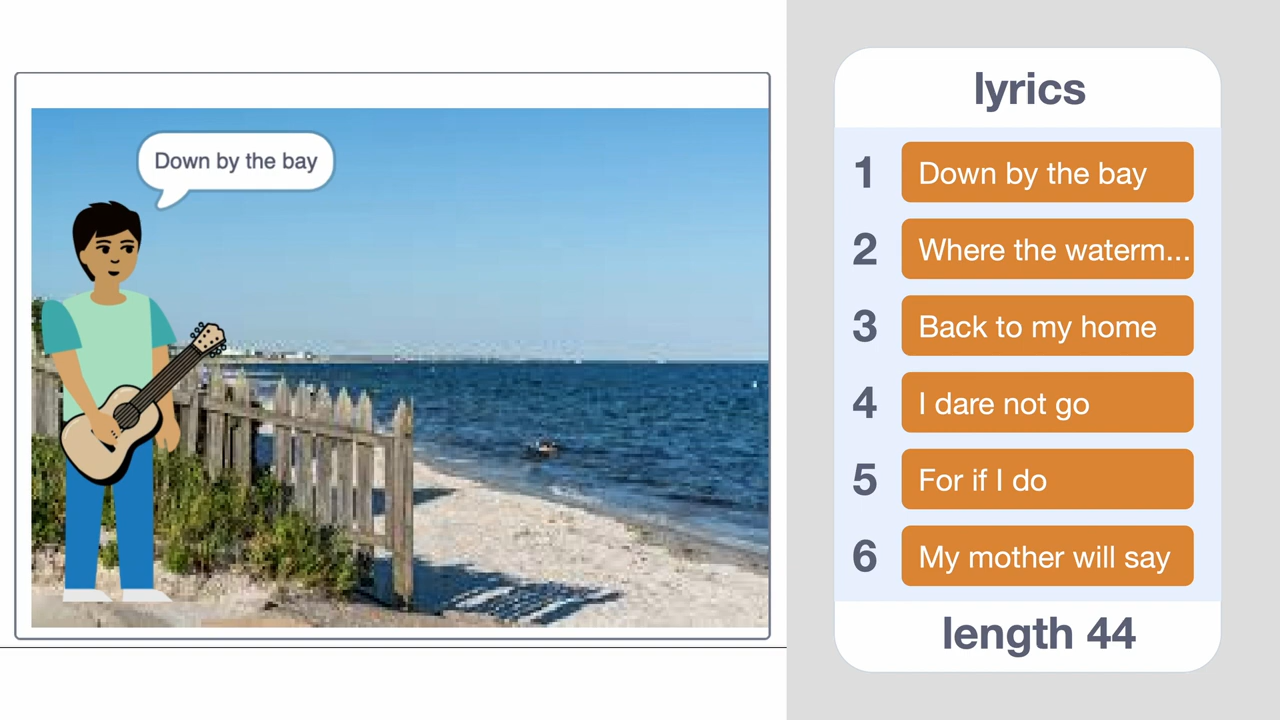 Down by the bay
lyrics
1 Down by the bay
2 Where the waterm...
3 Back to my home
4 I dare not go
5 For if I do
6 My mother will say
length 44